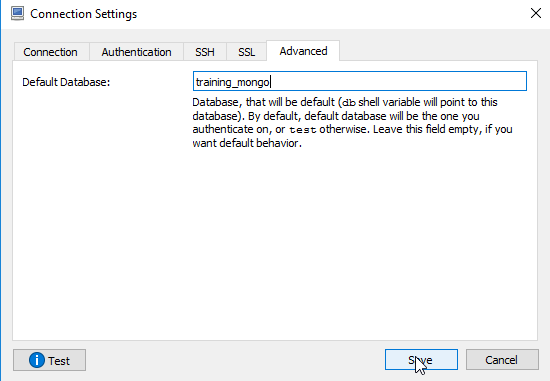 Connection Settings
Connection Authentication SSH SSL Advanced
Default Database: training_mongo
Database, that will be default (db shell variable will point to this
database). By default, default database will be the one you
authenticate on, or test otherwise. Leave this field empty, if you
want default behavior.
Test Save Cancel